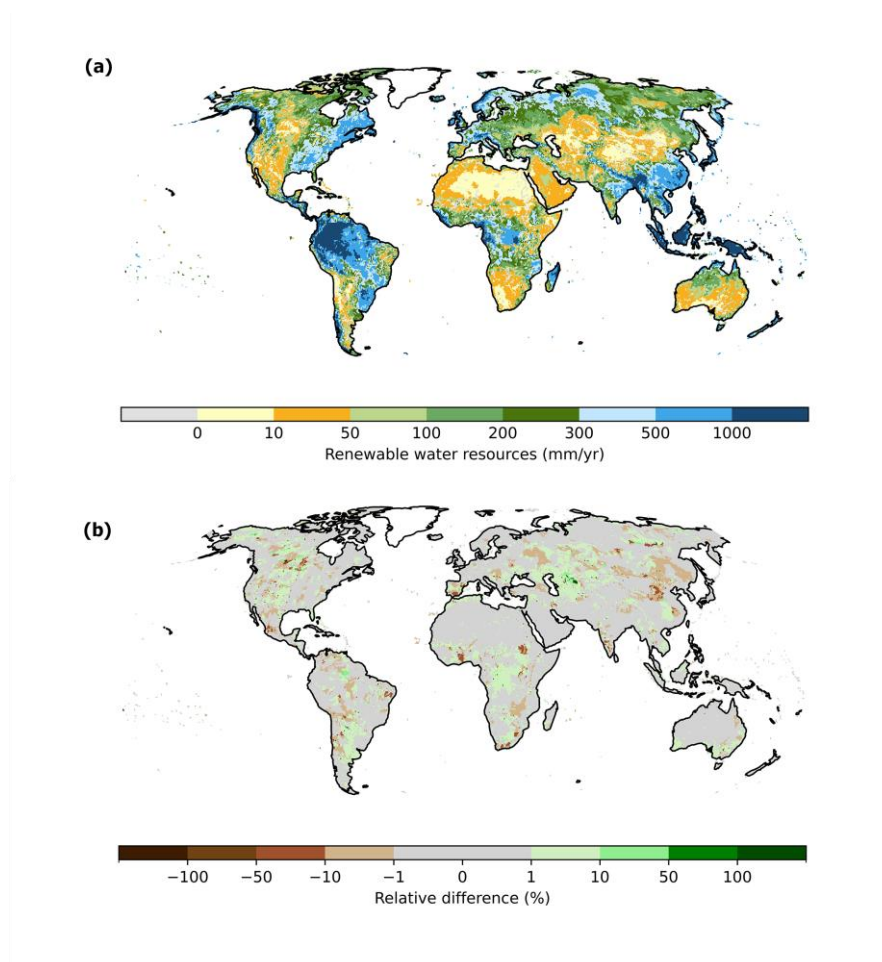 (a)
0 10 50 100 200 300 500 1000
Renewable water resources (mm/yr)
(b)
−100 −50 −10 −1 0 1 10 50 100
Relative difference (%)